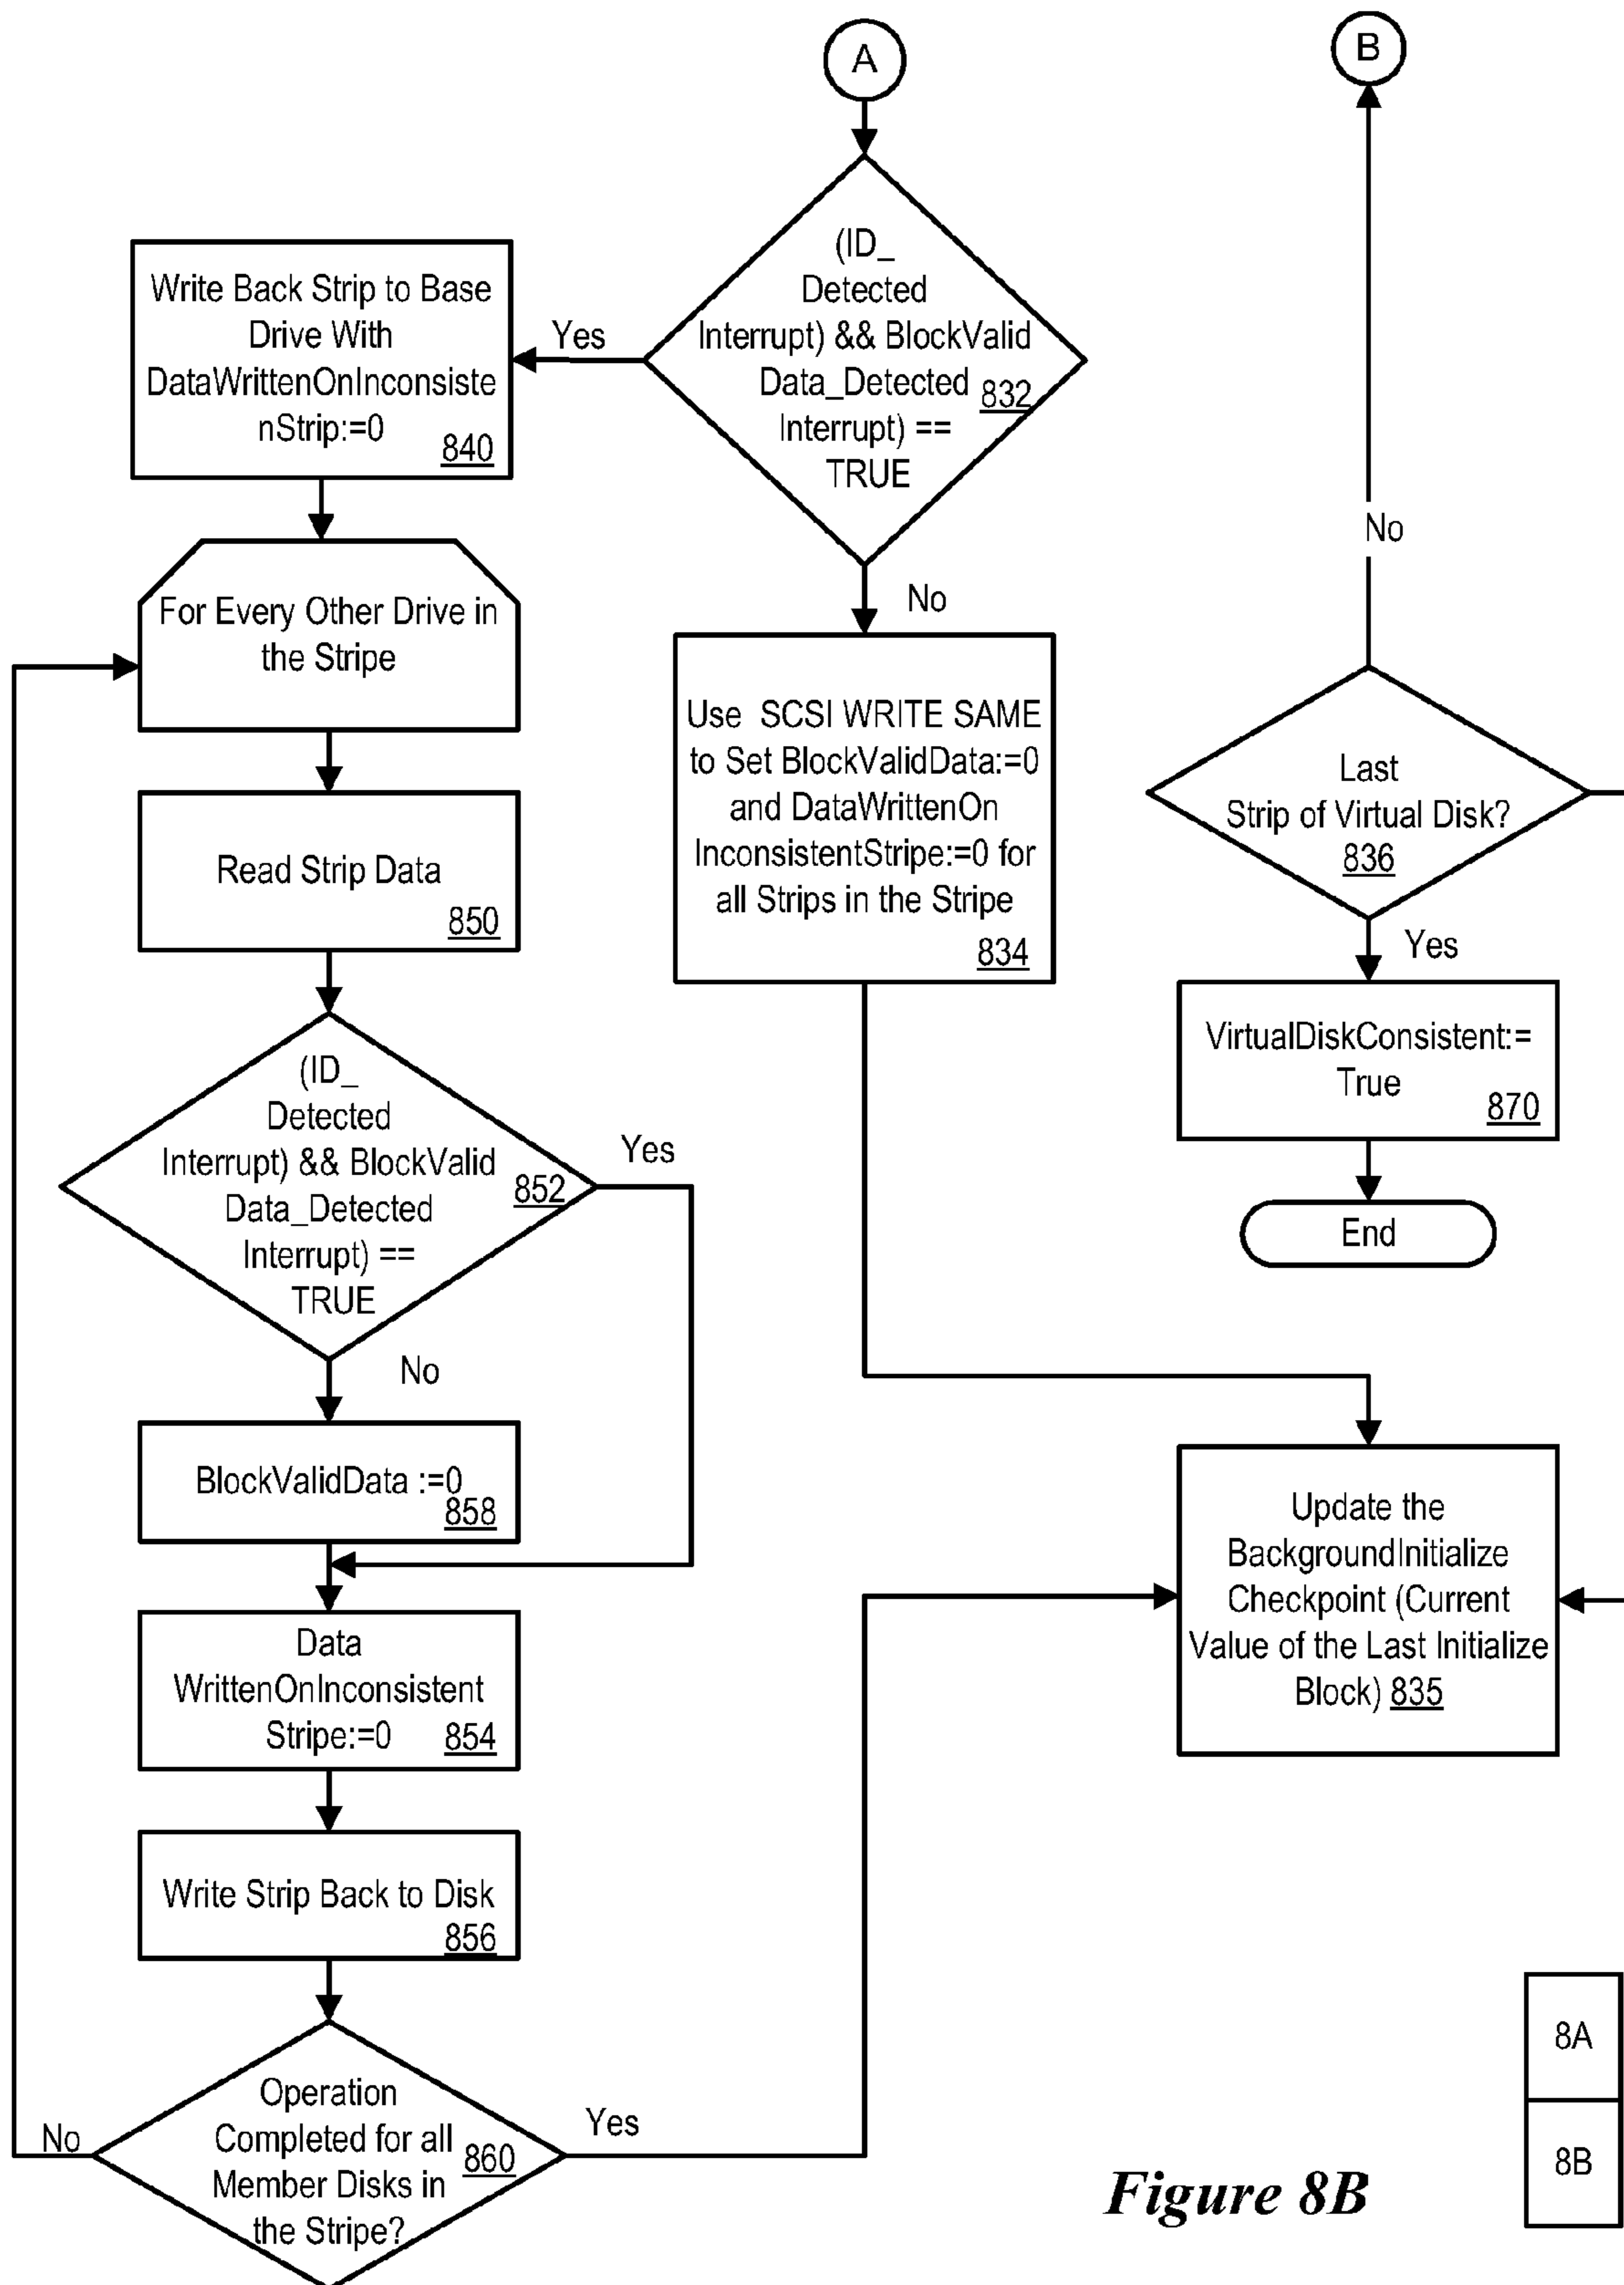 A
B
(ID_
Detected
Interrupt) && BlockValid
Data_Detected
832
Interrupt) ==
TRUE
Yes
Write Back Strip to Base
Drive With
DataWrittenOnInconsiste
nStrip:=0
840
No
No
For Every Other Drive in
the Stripe
Use SCSI WRITE SAME
to Set BlockValidData:=0
and DataWrittenOn
InconsistentStripe:=0 for
all Strips in the Stripe
834
Last
Strip of Virtual Disk?
836
Yes
Read Strip Data
850
VirtualDiskConsistent:=
True
870
End
(ID_
Detected
Interrupt) && BlockValid
852
Data_Detected
Interrupt) ==
TRUE
Yes
No
BlockValidData :=0
858
Update the
BackgroundInitialize
Checkpoint (Current
Value of the Last Initialize
Block) 835
Data
WrittenOnInconsistent
Stripe:=0 854
Write Strip Back to Disk
856
Operation
Completed for all
860
Member Disks in
the Stripe?
No
Yes
Figure 8B
8A
8B